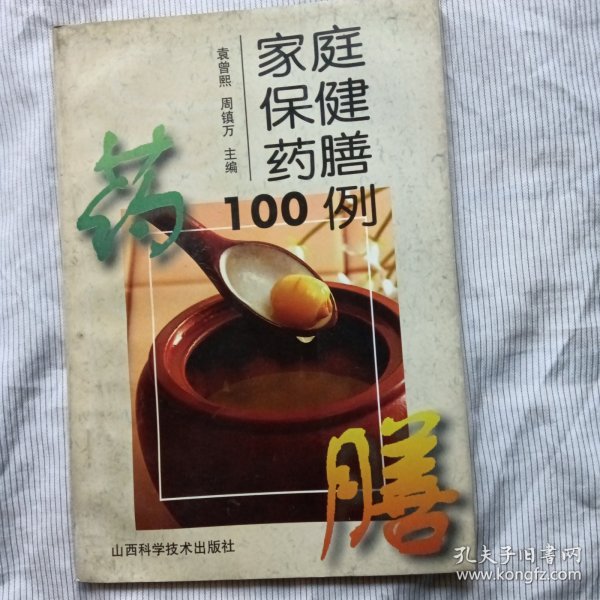 家庭
保健
药膳
100例
袁曾熙 周镇万 主编
药
膳
山西科学技术出版社
孔夫子旧书网
www.kongfz.com